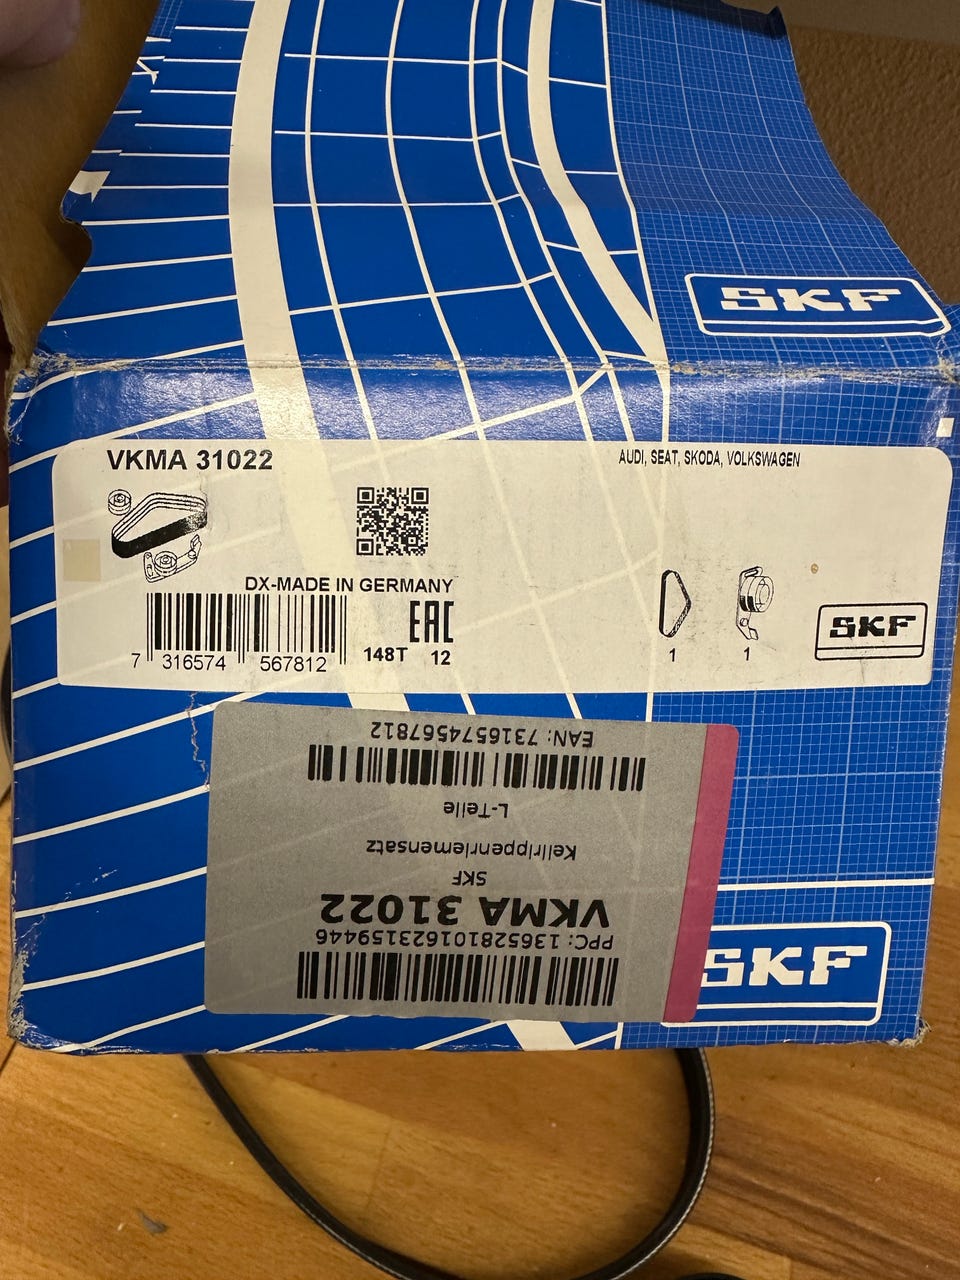 SKF
VKMA 31022
AUDI, SEAT, SKODA, VOLKSWAGEN
DX-MADE IN GERMANY
EAC
7 316574 567812
148T 12
1
1
SKF
EAN: 7316574567812
L-Teile
Keilrippenriemensatz
SKF
VKMA 31022
PPC: 136528101623159446
SKF